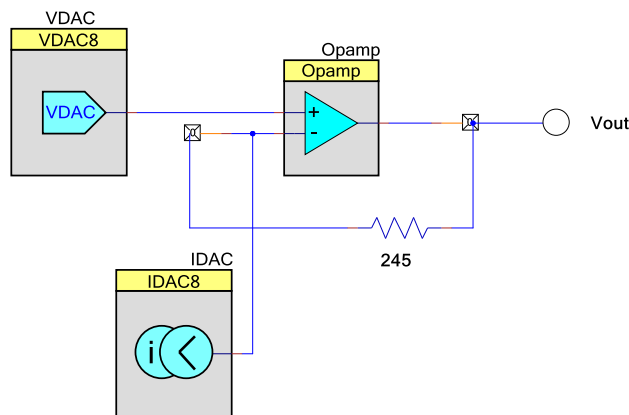 VDAC
VDAC8
VDAC
Opamp
Opamp
+
-
Vout
245
IDAC
IDAC8
i